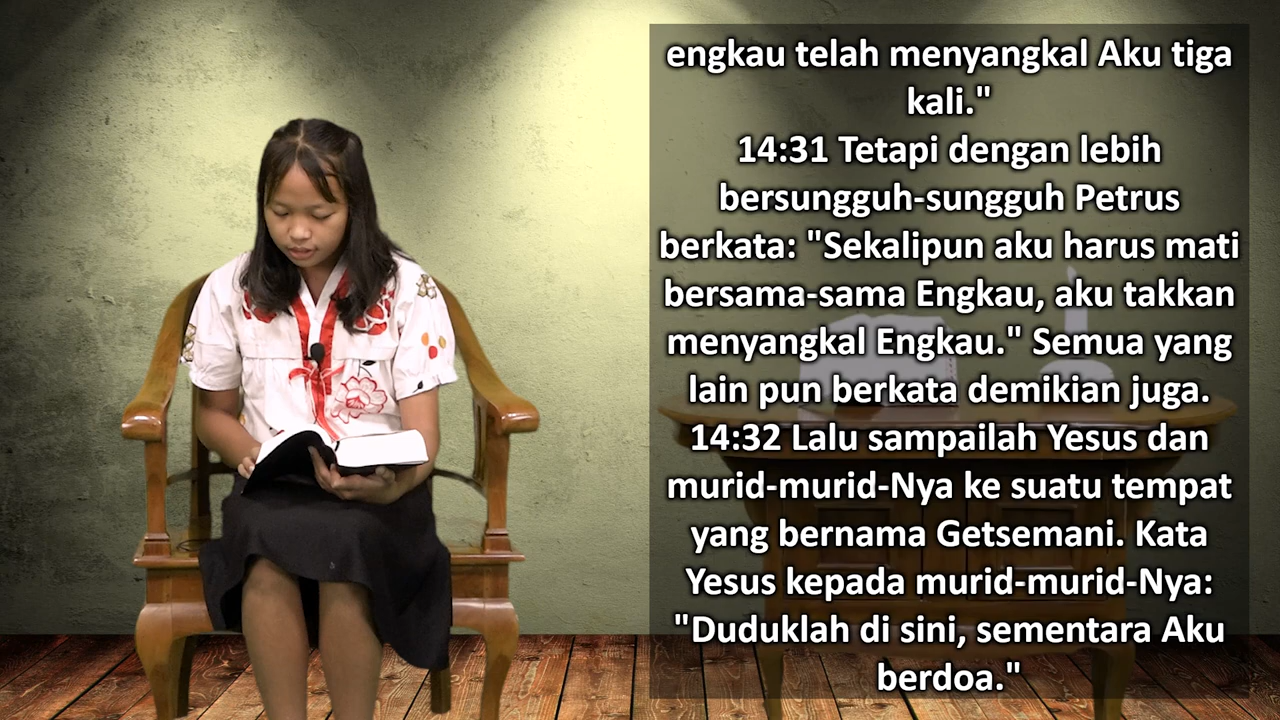 engkau telah menyangkal Aku tiga
kali."
14:31 Tetapi dengan lebih
bersungguh-sungguh Petrus
berkata: "Sekalipun aku harus mati
bersama-sama Engkau, aku takkan
menyangkal Engkau." Semua yang
lain pun berkata demikian juga.
14:32 Lalu sampailah Yesus dan
murid-murid-Nya ke suatu tempat
yang bernama Getsemani. Kata
Yesus kepada murid-murid-Nya:
"Duduklah di sini, sementara Aku
berdoa."